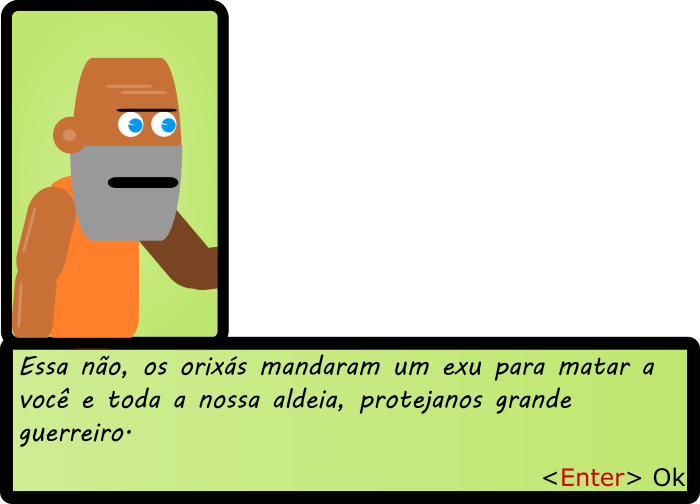 Essa não, os orixás mandaram um exu para matar a
você e toda a nossa aldeia, protejanos grande
guerreiro.
<Enter> Ok